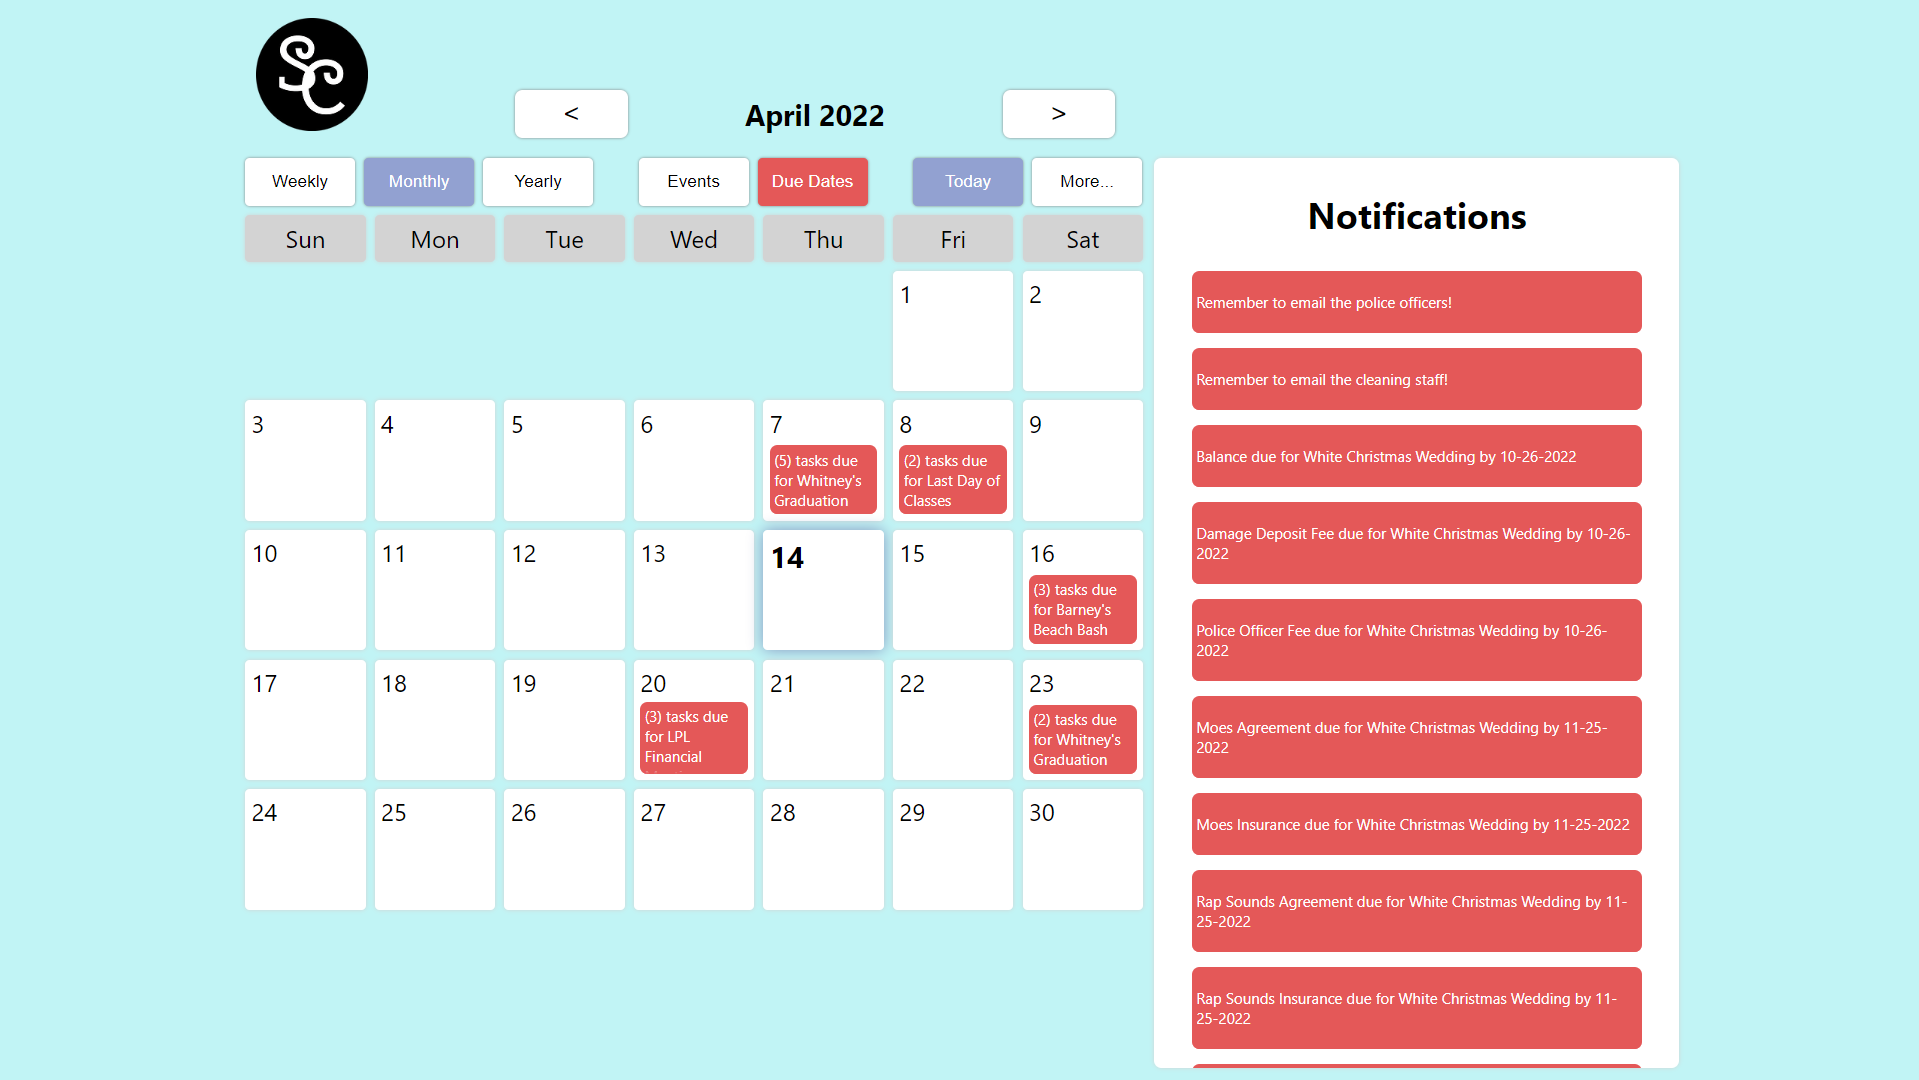 SC
< April 2022 >
Weekly Monthly Yearly Events Due Dates Today More...
Sun Mon Tue Wed Thu Fri Sat
1 2
3 4 5 6 7 8 9
(5) tasks due
for Whitney's
Graduation
(2) tasks due
for Last Day of
Classes
10 11 12 13 14 15 16
(3) tasks due
for Barney's
Beach Bash
17 18 19 20 21 22 23
(3) tasks due
for LPL
Financial
(2) tasks due
for Whitney's
Graduation
24 25 26 27 28 29 30
Notifications
Remember to email the police officers!
Remember to email the cleaning staff!
Balance due for White Christmas Wedding by 10-26-2022
Damage Deposit Fee due for White Christmas Wedding by 10-26-
2022
Police Officer Fee due for White Christmas Wedding by 10-26-
2022
Moes Agreement due for White Christmas Wedding by 11-25-
2022
Moes Insurance due for White Christmas Wedding by 11-25-2022
Rap Sounds Agreement due for White Christmas Wedding by 11-
25-2022
Rap Sounds Insurance due for White Christmas Wedding by 11-
25-2022